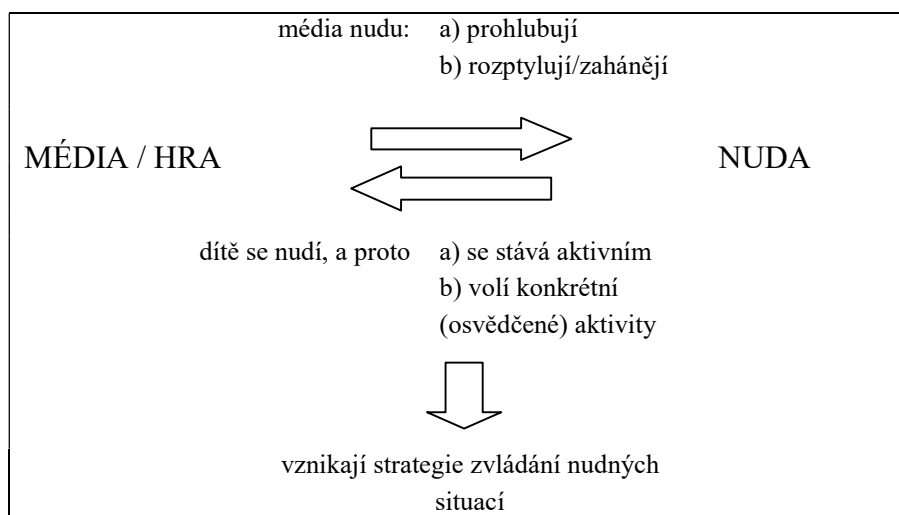 média nudu: a) prohlubují
b) rozptylují/zahánějí
MÉDIA / HRA NUDA
dítě se nudí, a proto a) se stává aktivním
b) volí konkrétní
(osvědčené) aktivity
vznikají strategie zvládání nudných
situací